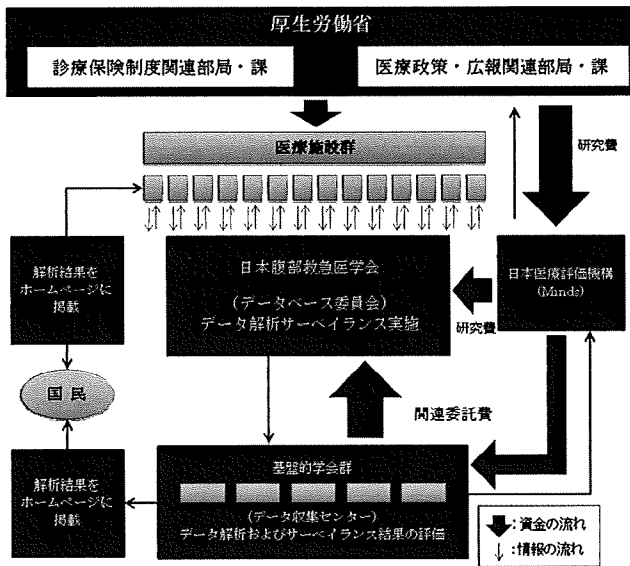 厚生労働省
診療保険制度関連部局・課
医療政策・広報関連部局・課
医療施設群
研究費
解析結果を
ホームページに
掲載
日本腹部救急医学会
(データベース委員会)
データ解析サーベイランス実施
日本医療評価機構
(Minds)
研究費
国民
関連委託費
解析結果を
ホームページに
掲載
基盤的学会群
(データ収集センター)
データ解析およびサーベイランス結果の評価
:資金の流れ
:情報の流れ